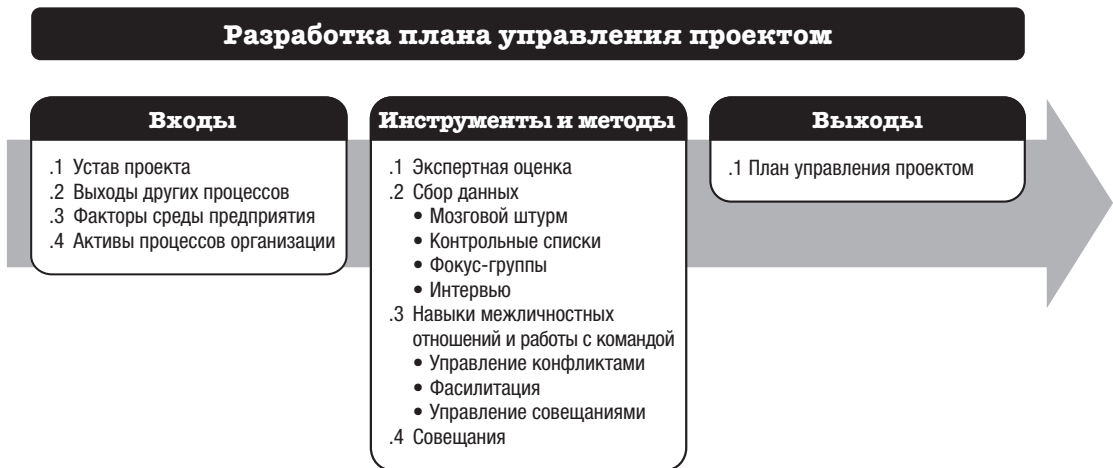 Разработка плана управления проектом
Входы
.1 Устав проекта
.2 Выходы других процессов
.3 Факторы среды предприятия
.4 Активы процессов организации
Инструменты и методы
.1 Экспертная оценка
.2 Сбор данных
• Мозговой штурм
• Контрольные списки
• Фокус-группы
• Интервью
.3 Навыки межличностных
отношений и работы с командой
• Управление конфликтами
• Фасилитация
• Управление совещаниями
.4 Совещания
Выходы
.1 План управления проектом